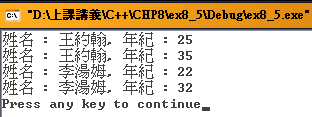 "D:\上課講義\C++\CHP8\ex8_5\Debug\ex8_5.exe"
姓名 : 王約翰, 年紀 : 25
姓名 : 王約翰, 年紀 : 35
姓名 : 李湯姆, 年紀 : 22
姓名 : 李湯姆, 年紀 : 32
Press any key to continue